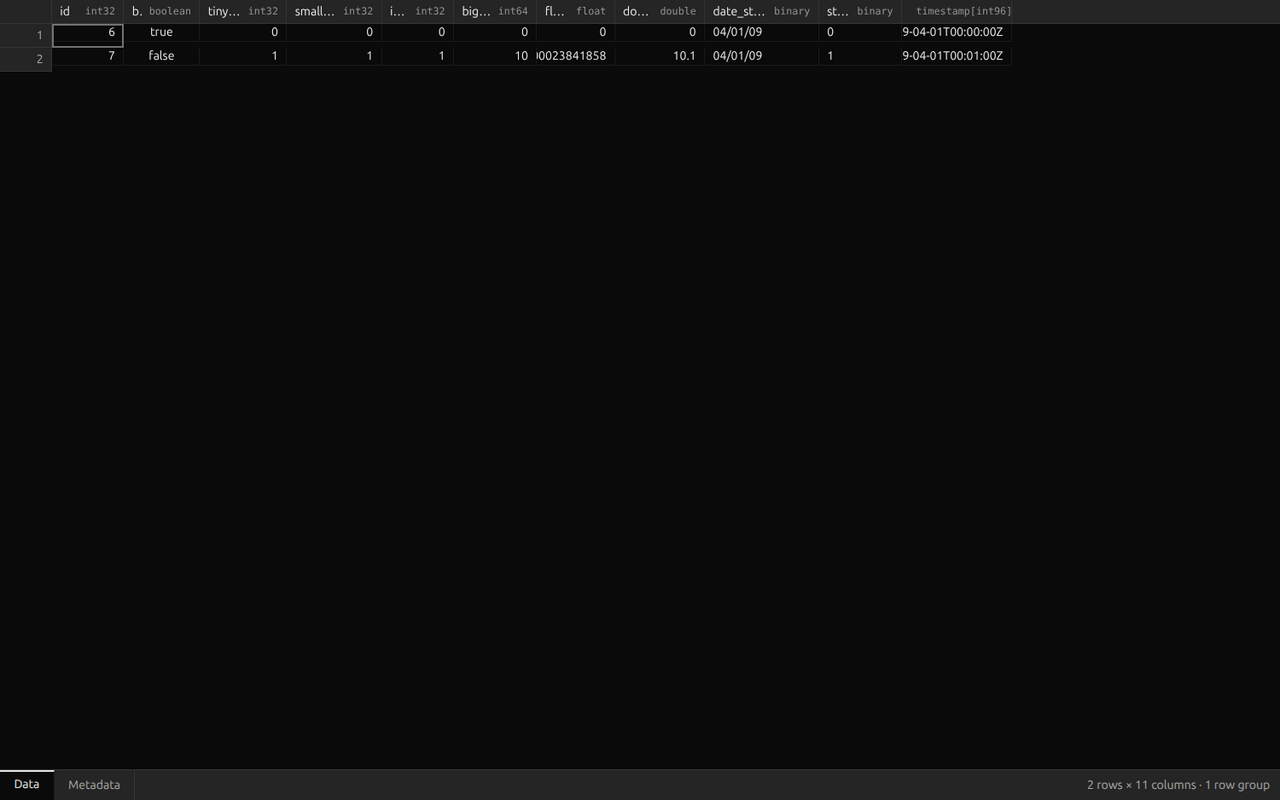 id int32 b. boolean tiny... int32 small... int32 i... int32 big... int64 fl... float do... double date_st... binary st... binary timestamp[int96]
1 6 true 0 0 0 0 0 0 04/01/09 0 9-04-01T00:00:00Z
2 7 false 1 1 1 10 00023841858 10.1 04/01/09 1 9-04-01T00:01:00Z
Data Metadata 2 rows × 11 columns · 1 row group